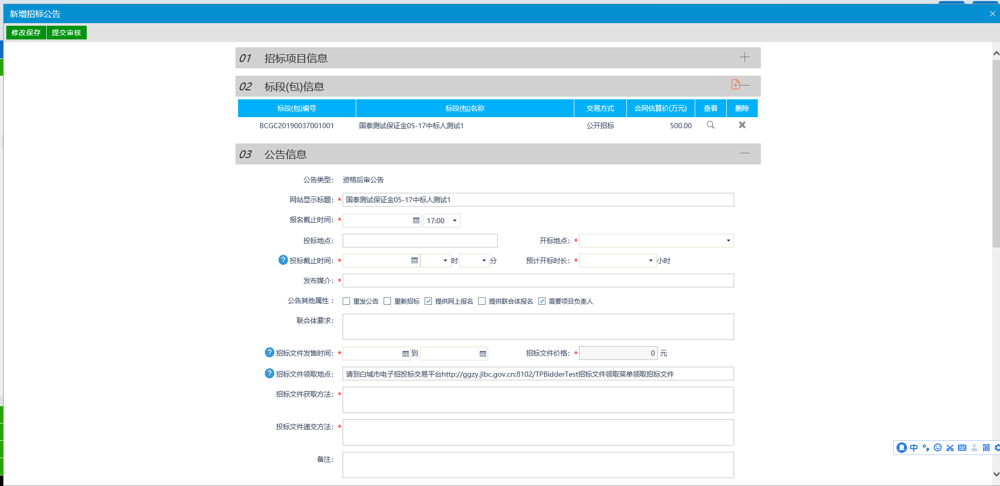 新增招标公告
修改保存 提交审核
01 招标项目信息
02 标段(包)信息
标段(包)编号 标段(包)名称 交易方式 合同估算价(万元) 查看 删除
BCGC20190037001001 国泰测试保证金05-17中标人测试1 公开招标 500.00
03 公告信息
公告类型： 资格后审公告
网站显示标题： * 国泰测试保证金05-17中标人测试1
报名截止时间： * 17:00
投标地点： 开标地点： *
? 投标截止时间： * 时 分 预计开标时长： * 小时
发布媒介： *
公告其他属性： 重发公告 重新招标 提供网上报名 提供联合体报名 需要项目负责人
联合体要求：
? 招标文件发售时间： * 到 招标文件价格： * 0 元
? 招标文件领取地点： 请到白城市电子招投标交易平台http://ggzy.jlbc.gov.cn:8102/TPBidderTest招标文件领取菜单领取招标文件
招标文件获取方法： *
投标文件递交方法： *
中 简
备注：